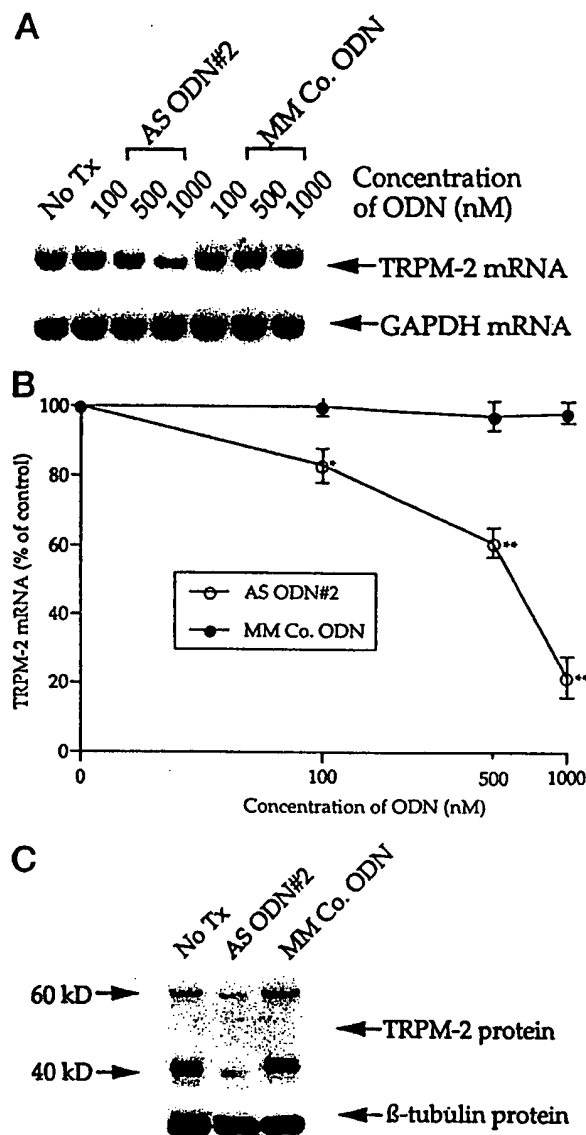 A
AS ODN#2
MM Co. ODN
No Tx
100
500
1000
100
500
1000
Concentration
of ODN (nM)
TRPM-2 mRNA
GAPDH mRNA
B
TRPM-2 mRNA (% of control)
100
80
60
40
20
0
*
**
**
AS ODN#2
MM Co. ODN
0
100
500
1000
Concentration of ODN (nM)
C
No Tx
AS ODN#2
MM Co. ODN
60 kD
TRPM-2 protein
40 kD
ß-tubulin protein